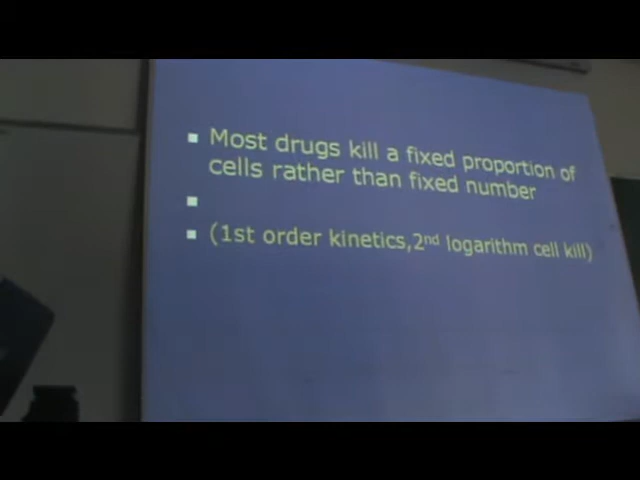 Most drugs kill a fixed proportion of
cells rather than fixed number
(1st order kinetics,2nd logarithm cell kill)